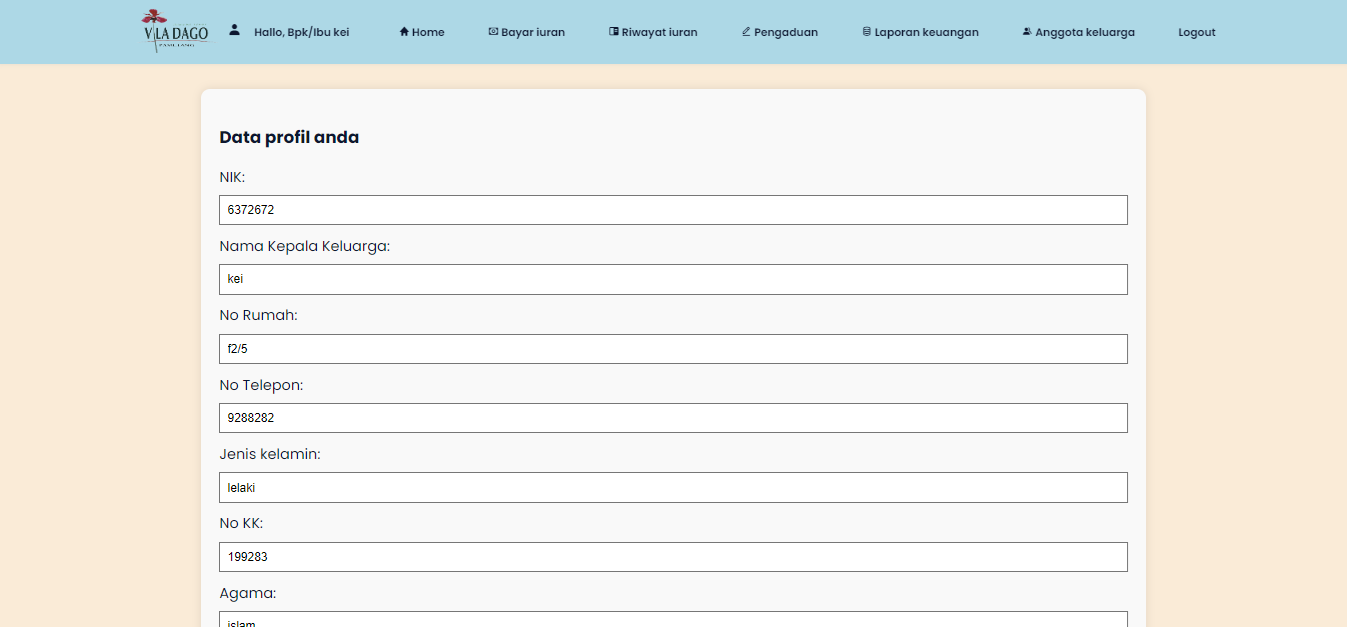 VILA DAGO
Hallo, Bpk/Ibu kei
Home
Bayar iuran
Riwayat iuran
Pengaduan
Laporan keuangan
Anggota keluarga
Logout
Data profil anda
NIK:
6372672
Nama Kepala Keluarga:
kei
No Rumah:
f2/5
No Telepon:
9288282
Jenis kelamin:
lelaki
No KK:
199283
Agama:
islam